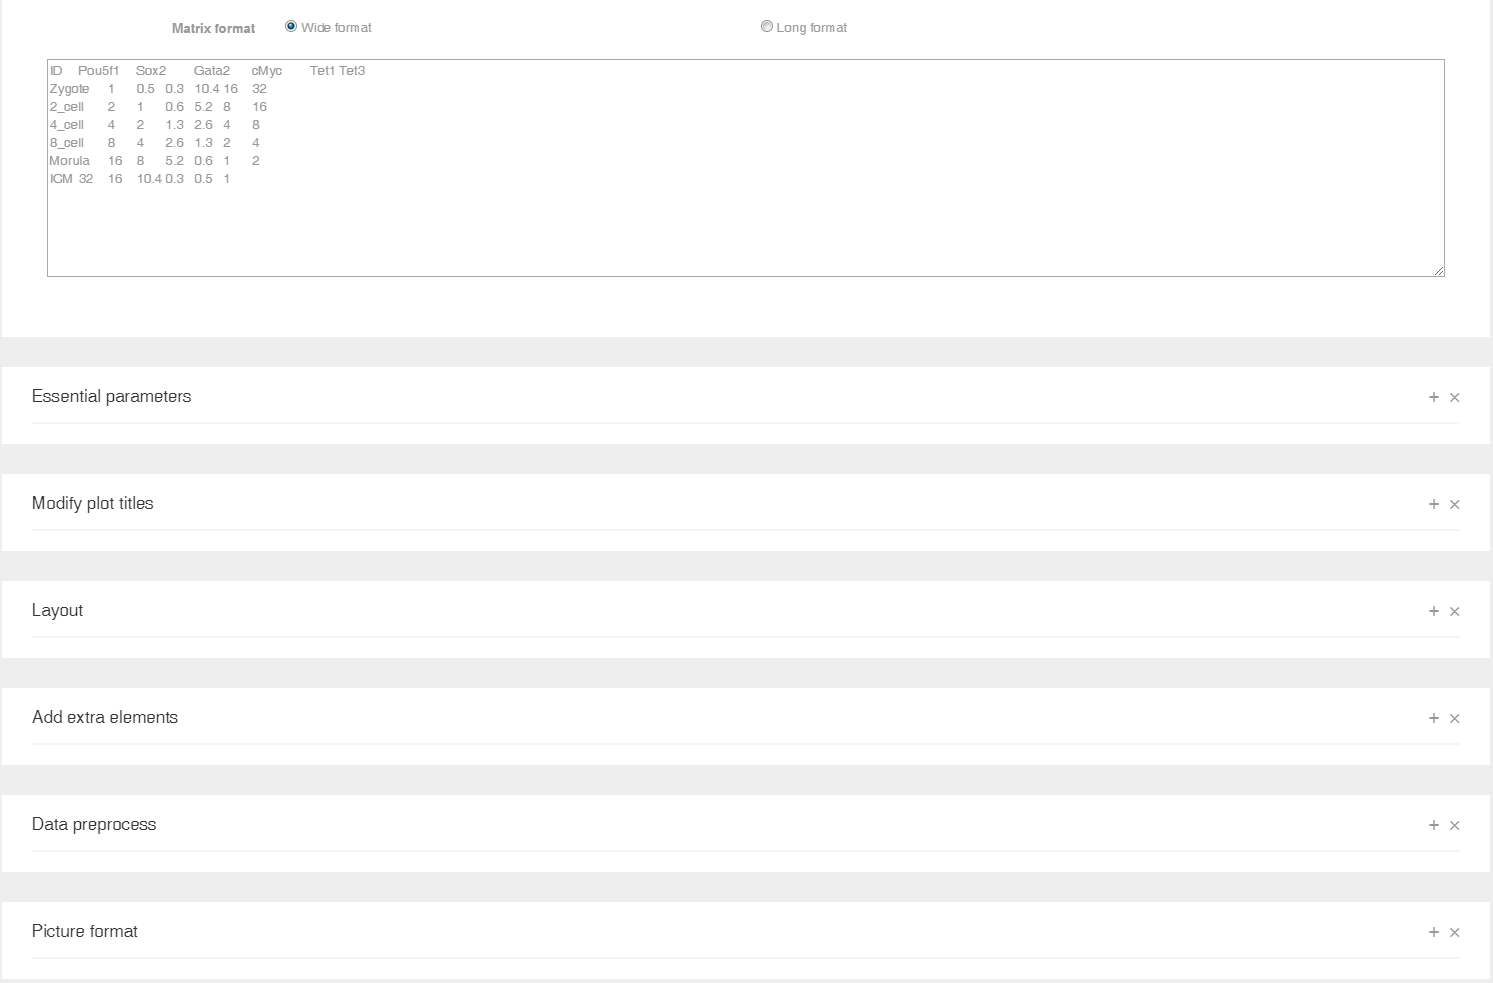 Matrix format Wide format Long format
ID Pou5f1 Sox2 Gata2 cMyc Tet1 Tet3
Zygote 1 0.5 0.3 10.4 16 32
2_cell 2 1 0.6 5.2 8 16
4_cell 4 2 1.3 2.6 4 8
8_cell 8 4 2.6 1.3 2 4
Morula 16 8 5.2 0.6 1 2
ICM 32 16 10.4 0.3 0.5 1
Essential parameters + ×
Modify plot titles + ×
Layout + ×
Add extra elements + ×
Data preprocess + ×
Picture format + ×